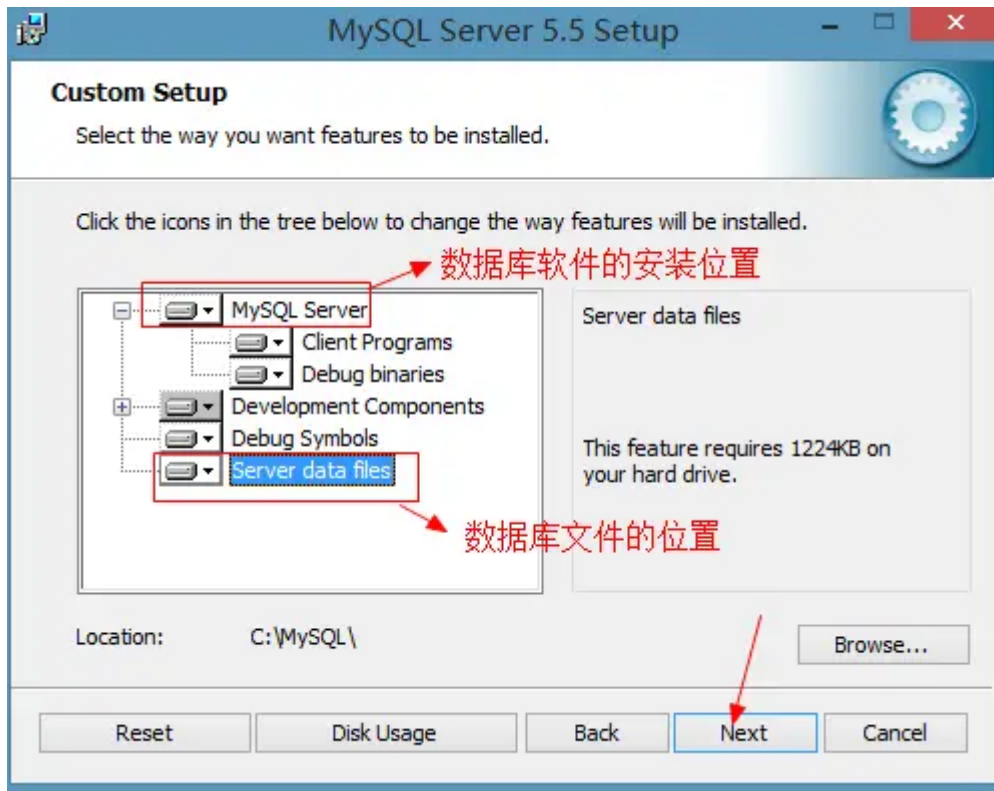 MySQL Server 5.5 Setup
Custom Setup
Select the way you want features to be installed.
Click the icons in the tree below to change the way features will be installed.
数据库软件的安装位置
MySQL Server
Client Programs
Debug binaries
Development Components
Debug Symbols
Server data files
Server data files
This feature requires 1224KB on
your hard drive.
数据库文件的位置
Location:
C:\MySQL\
Browse...
Reset
Disk Usage
Back
Next
Cancel